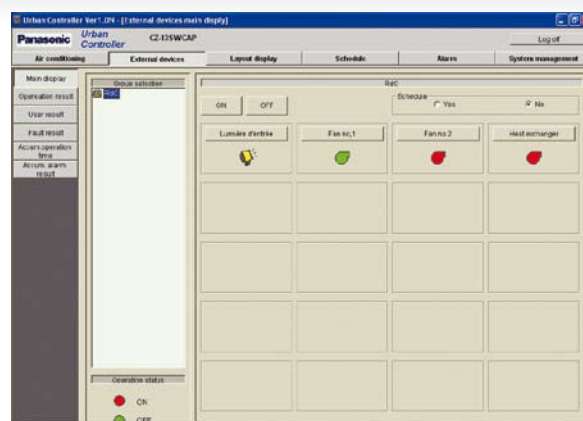 Urban Controller Ver1.0N - [External devices main disply]
Panasonic Urban Controller CZ-12SWCAP Log off
Air conditioning External devices Layout display Schedule Alarm System management
Main display
Operation result
User result
Fault result
Accum.operation time
Accum. alarm result
Group selection
RdC
RdC
ON OFF Schedule Yes No
Lumière d'entrée Fan no,1 Fan no 2 Heat exchanger
Operation status
ON
OFF